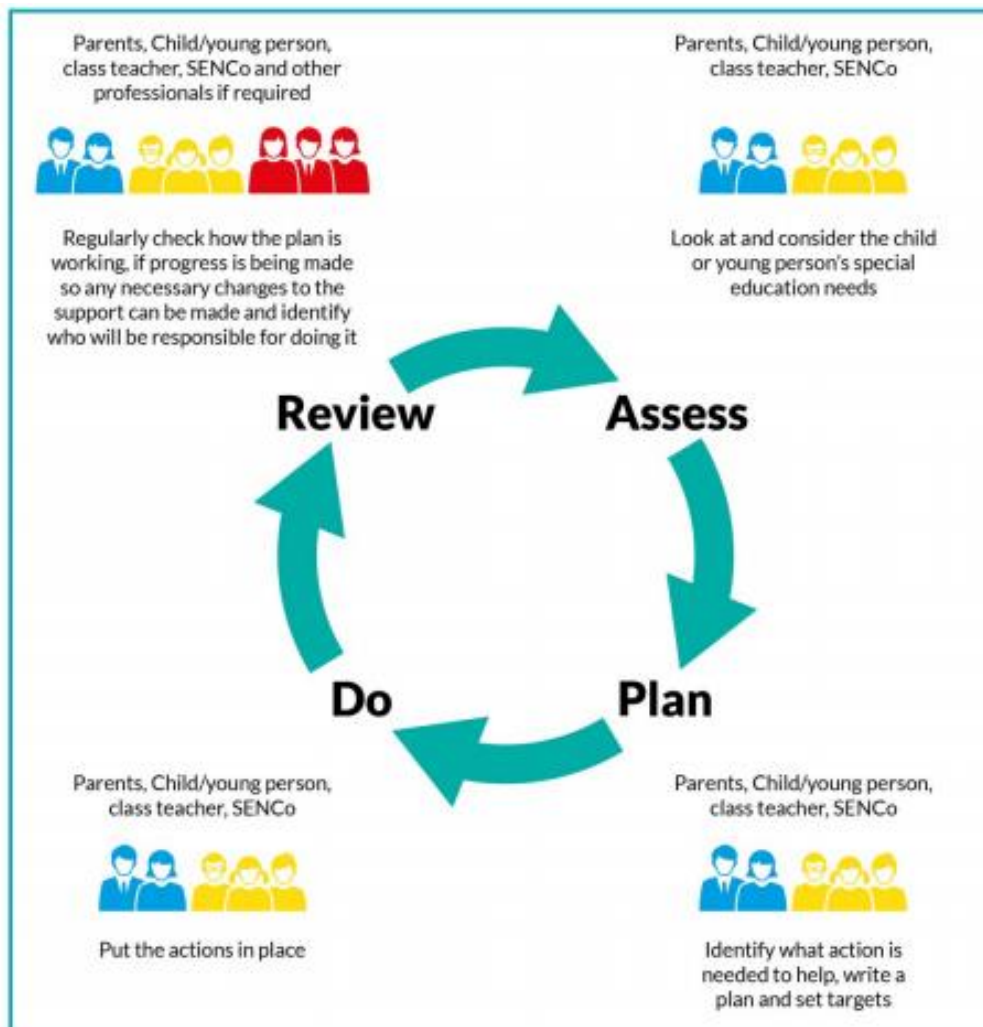 Parents, Child/young person,
class teacher, SENCo and other
professionals if required
Regularly check how the plan is
working, if progress is being made
so any necessary changes to the
support can be made and identify
who will be responsible for doing it
Parents, Child/young person,
class teacher, SENCo
Look at and consider the child
or young person's special
education needs
Review
Assess
Do
Plan
Parents, Child/young person,
class teacher, SENCo
Put the actions in place
Parents, Child/young person,
class teacher, SENCo
Identify what action is
needed to help, write a
plan and set targets